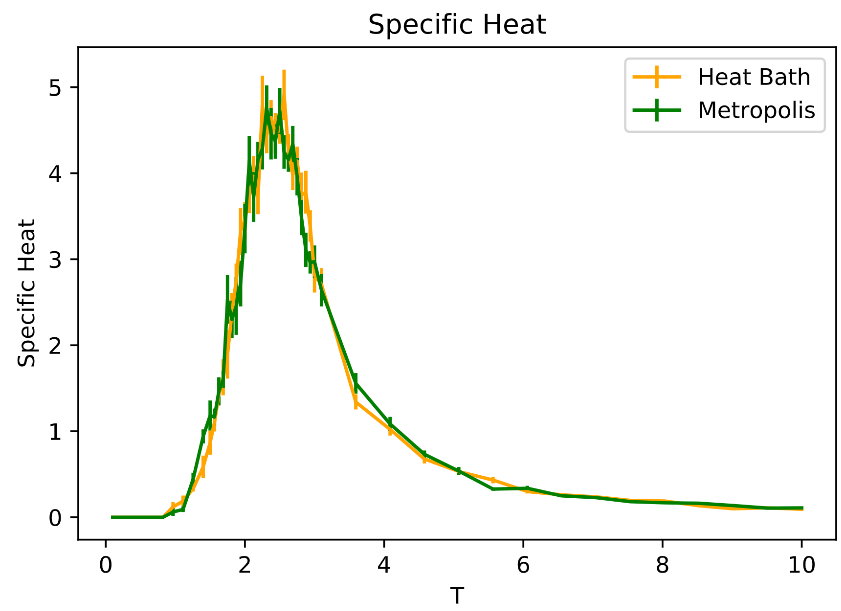 Specific Heat
Heat Bath
Metropolis
Specific Heat
5
4
3
2
1
0
0 2 4 6 8 10
T